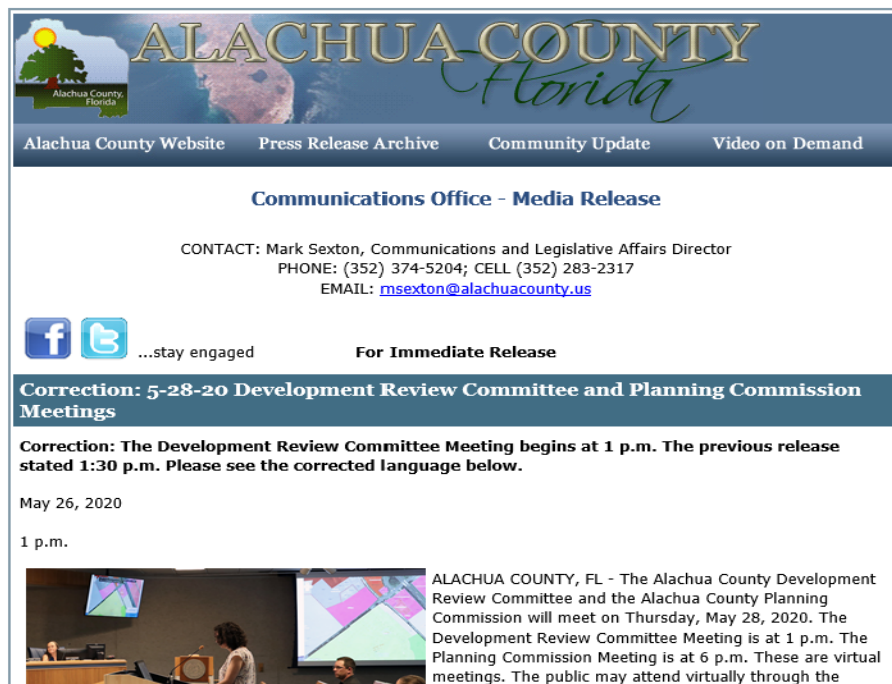 ALACHUA COUNTY
Florida
Alachua County,
Florida
Alachua County Website Press Release Archive Community Update Video on Demand
Communications Office - Media Release
CONTACT: Mark Sexton, Communications and Legislative Affairs Director
PHONE: (352) 374-5204; CELL (352) 283-2317
EMAIL: msexton@alachuacounty.us
...stay engaged For Immediate Release
Correction: 5-28-20 Development Review Committee and Planning Commission
Meetings
Correction: The Development Review Committee Meeting begins at 1 p.m. The previous release
stated 1:30 p.m. Please see the corrected language below.
May 26, 2020
1 p.m.
ALACHUA COUNTY, FL - The Alachua County Development
Review Committee and the Alachua County Planning
Commission will meet on Thursday, May 28, 2020. The
Development Review Committee Meeting is at 1 p.m. The
Planning Commission Meeting is at 6 p.m. These are virtual
meetings. The public may attend virtually through the